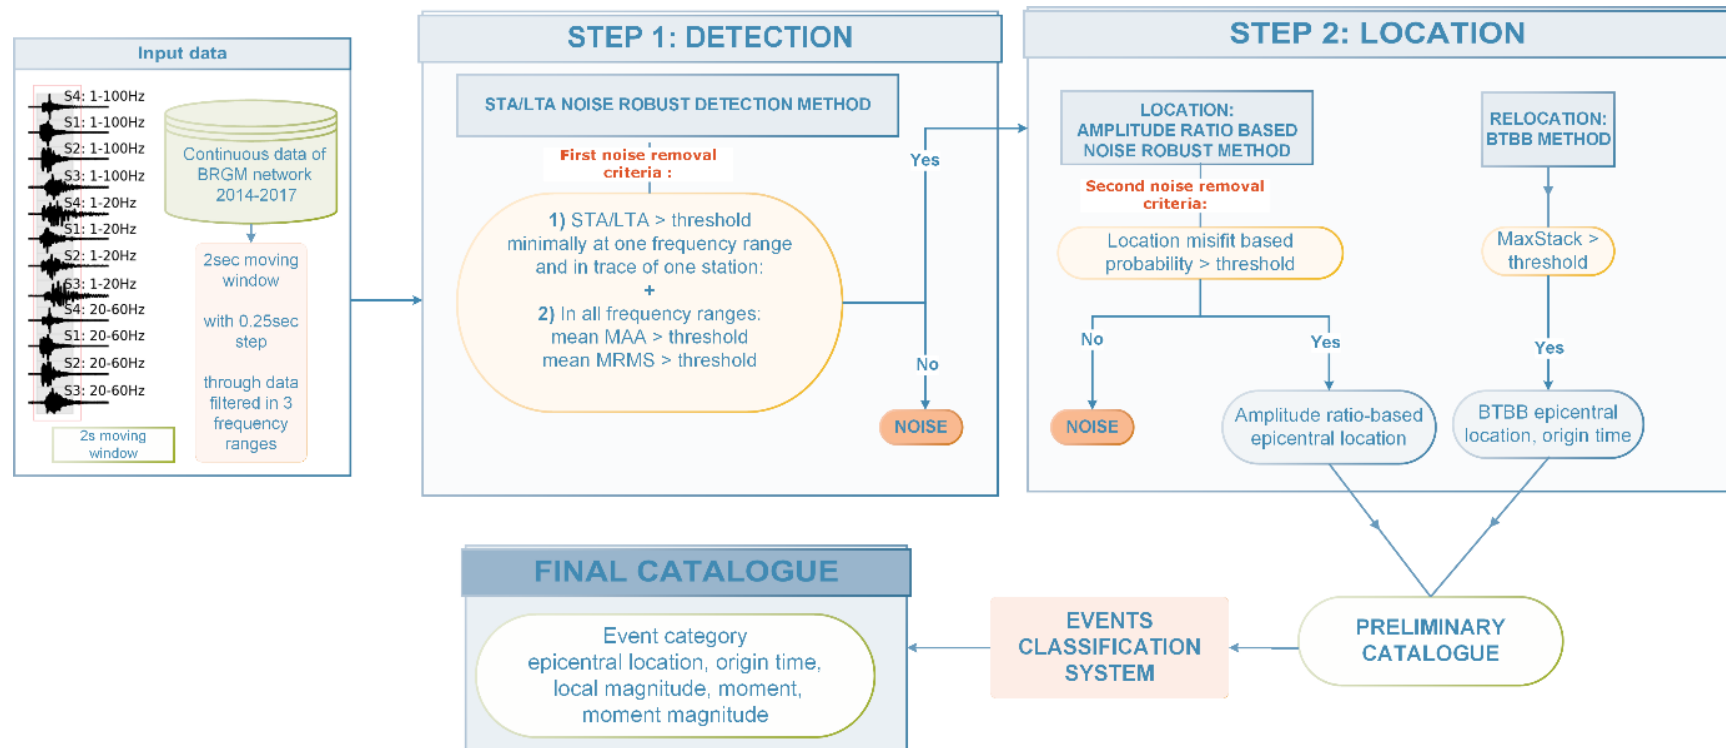 Input data
S4: 1-100Hz
S1: 1-100Hz
S2: 1-100Hz
S3: 1-100Hz
S4: 1-20Hz
S1: 1-20Hz
S2: 1-20Hz
S3: 1-20Hz
S4: 20-60Hz
S1: 20-60Hz
S2: 20-60Hz
S3: 20-60Hz
2s moving
window
Continuous data of
BRGM network
2014-2017
2sec moving
window
with 0.25sec
step
through data
filtered in 3
frequency
ranges
STEP 1: DETECTION
STA/LTA NOISE ROBUST DETECTION METHOD
First noise removal
criteria :
1) STA/LTA > threshold
minimally at one frequency range
and in trace of one station:
+
2) In all frequency ranges:
mean MAA > threshold
mean MRMS > threshold
Yes
No
NOISE
STEP 2: LOCATION
LOCATION:
AMPLITUDE RATIO BASED
NOISE ROBUST METHOD
Second noise removal
criteria:
Location misifit based
probability > threshold
No
Yes
NOISE
Amplitude ratio-based
epicentral location
RELOCATION:
BTBB METHOD
MaxStack >
threshold
Yes
BTBB epicentral
location, origin time
PRELIMINARY
CATALOGUE
EVENTS
CLASSIFICATION
SYSTEM
FINAL CATALOGUE
Event category
epicentral location, origin time,
local magnitude, moment,
moment magnitude